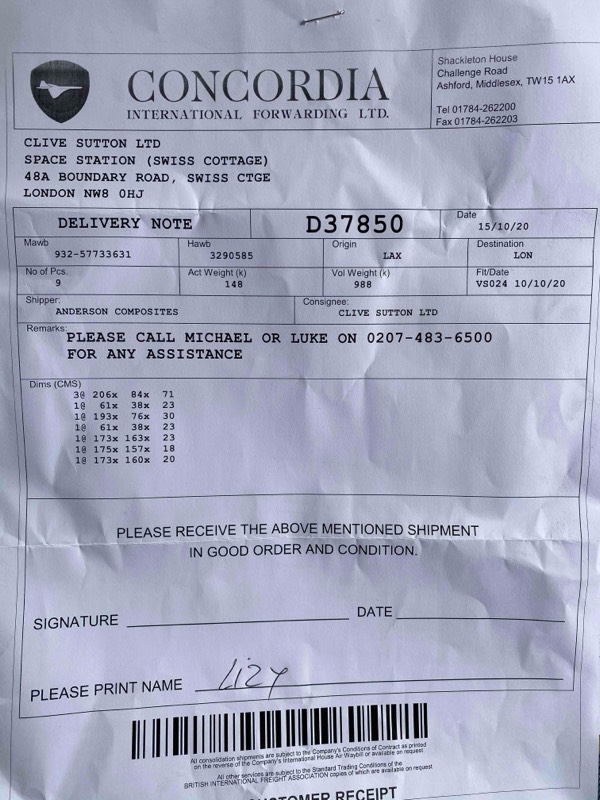 CONCORDIA
INTERNATIONAL FORWARDING LTD.
Shackleton House
Challenge Road
Ashford, Middlesex, TW15 1AX
Tel 01784-262200
Fax 01784-262203
CLIVE SUTTON LTD
SPACE STATION (SWISS COTTAGE)
48A BOUNDARY ROAD, SWISS CTGE
LONDON NW8 0HJ
DELIVERY NOTE D37850 Date 15/10/20
Mawb Hawb Origin Destination
932-57733631 3290585 LAX LON
No of Pcs. Act Weight (k) Vol Weight (k) Flt/Date
9 148 988 VS024 10/10/20
Shipper: Consignee:
ANDERSON COMPOSITES CLIVE SUTTON LTD
Remarks:
PLEASE CALL MICHAEL OR LUKE ON 0207-483-6500
FOR ANY ASSISTANCE
Dims (CMS)
3@ 206x 84x 71
1@ 61x 38x 23
1@ 193x 76x 30
1@ 61x 38x 23
1@ 173x 163x 23
1@ 175x 157x 18
1@ 173x 160x 20
PLEASE RECEIVE THE ABOVE MENTIONED SHIPMENT
IN GOOD ORDER AND CONDITION.
SIGNATURE DATE
PLEASE PRINT NAME Lizy
All consolidation shipments are subject to the Company's Conditions of Contract as printed
on the reverse of the Company's International House Air Waybill or available on request
All other services are subject to the Standard Trading Conditions of the
BRITISH INTERNATIONAL FREIGHT ASSOCIATION copies of which are available on request
CUSTOMER RECEIPT